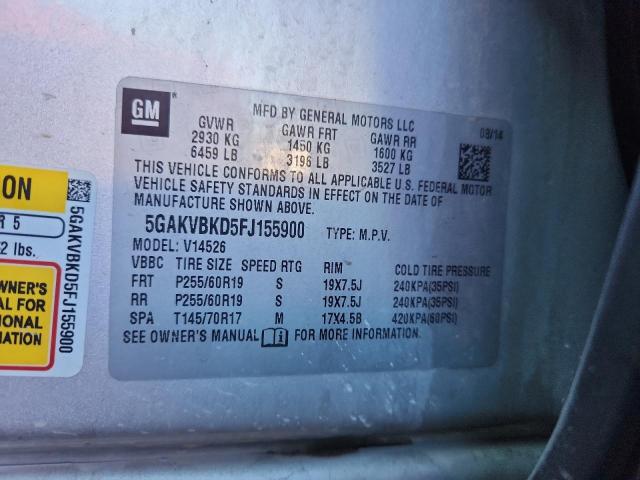 GM
MFD BY GENERAL MOTORS LLC
08/14
GVWR GAWR FRT GAWR RR
2930 KG 1450 KG 1600 KG
6459 LB 3196 LB 3527 LB
THIS VEHICLE CONFORMS TO ALL APPLICABLE U.S. FEDERAL MOTOR
VEHICLE SAFETY STANDARDS IN EFFECT ON THE DATE OF
MANUFACTURE SHOWN ABOVE.
5GAKVBKD5FJ155900 TYPE: M.P.V.
MODEL: V14526
VBBC TIRE SIZE SPEED RTG RIM COLD TIRE PRESSURE
FRT P255/60R19 S 19X7.5J 240KPA(35PSI)
RR P255/60R19 S 19X7.5J 240KPA(35PSI)
SPA T145/70R17 M 17X4.5B 420KPA(60PSI)
SEE OWNER'S MANUAL FOR MORE INFORMATION.
ON
R 5
2 lbs.
OWNER'S
AL FOR
IONAL
MATION
5GAKVBKD5FJ155900